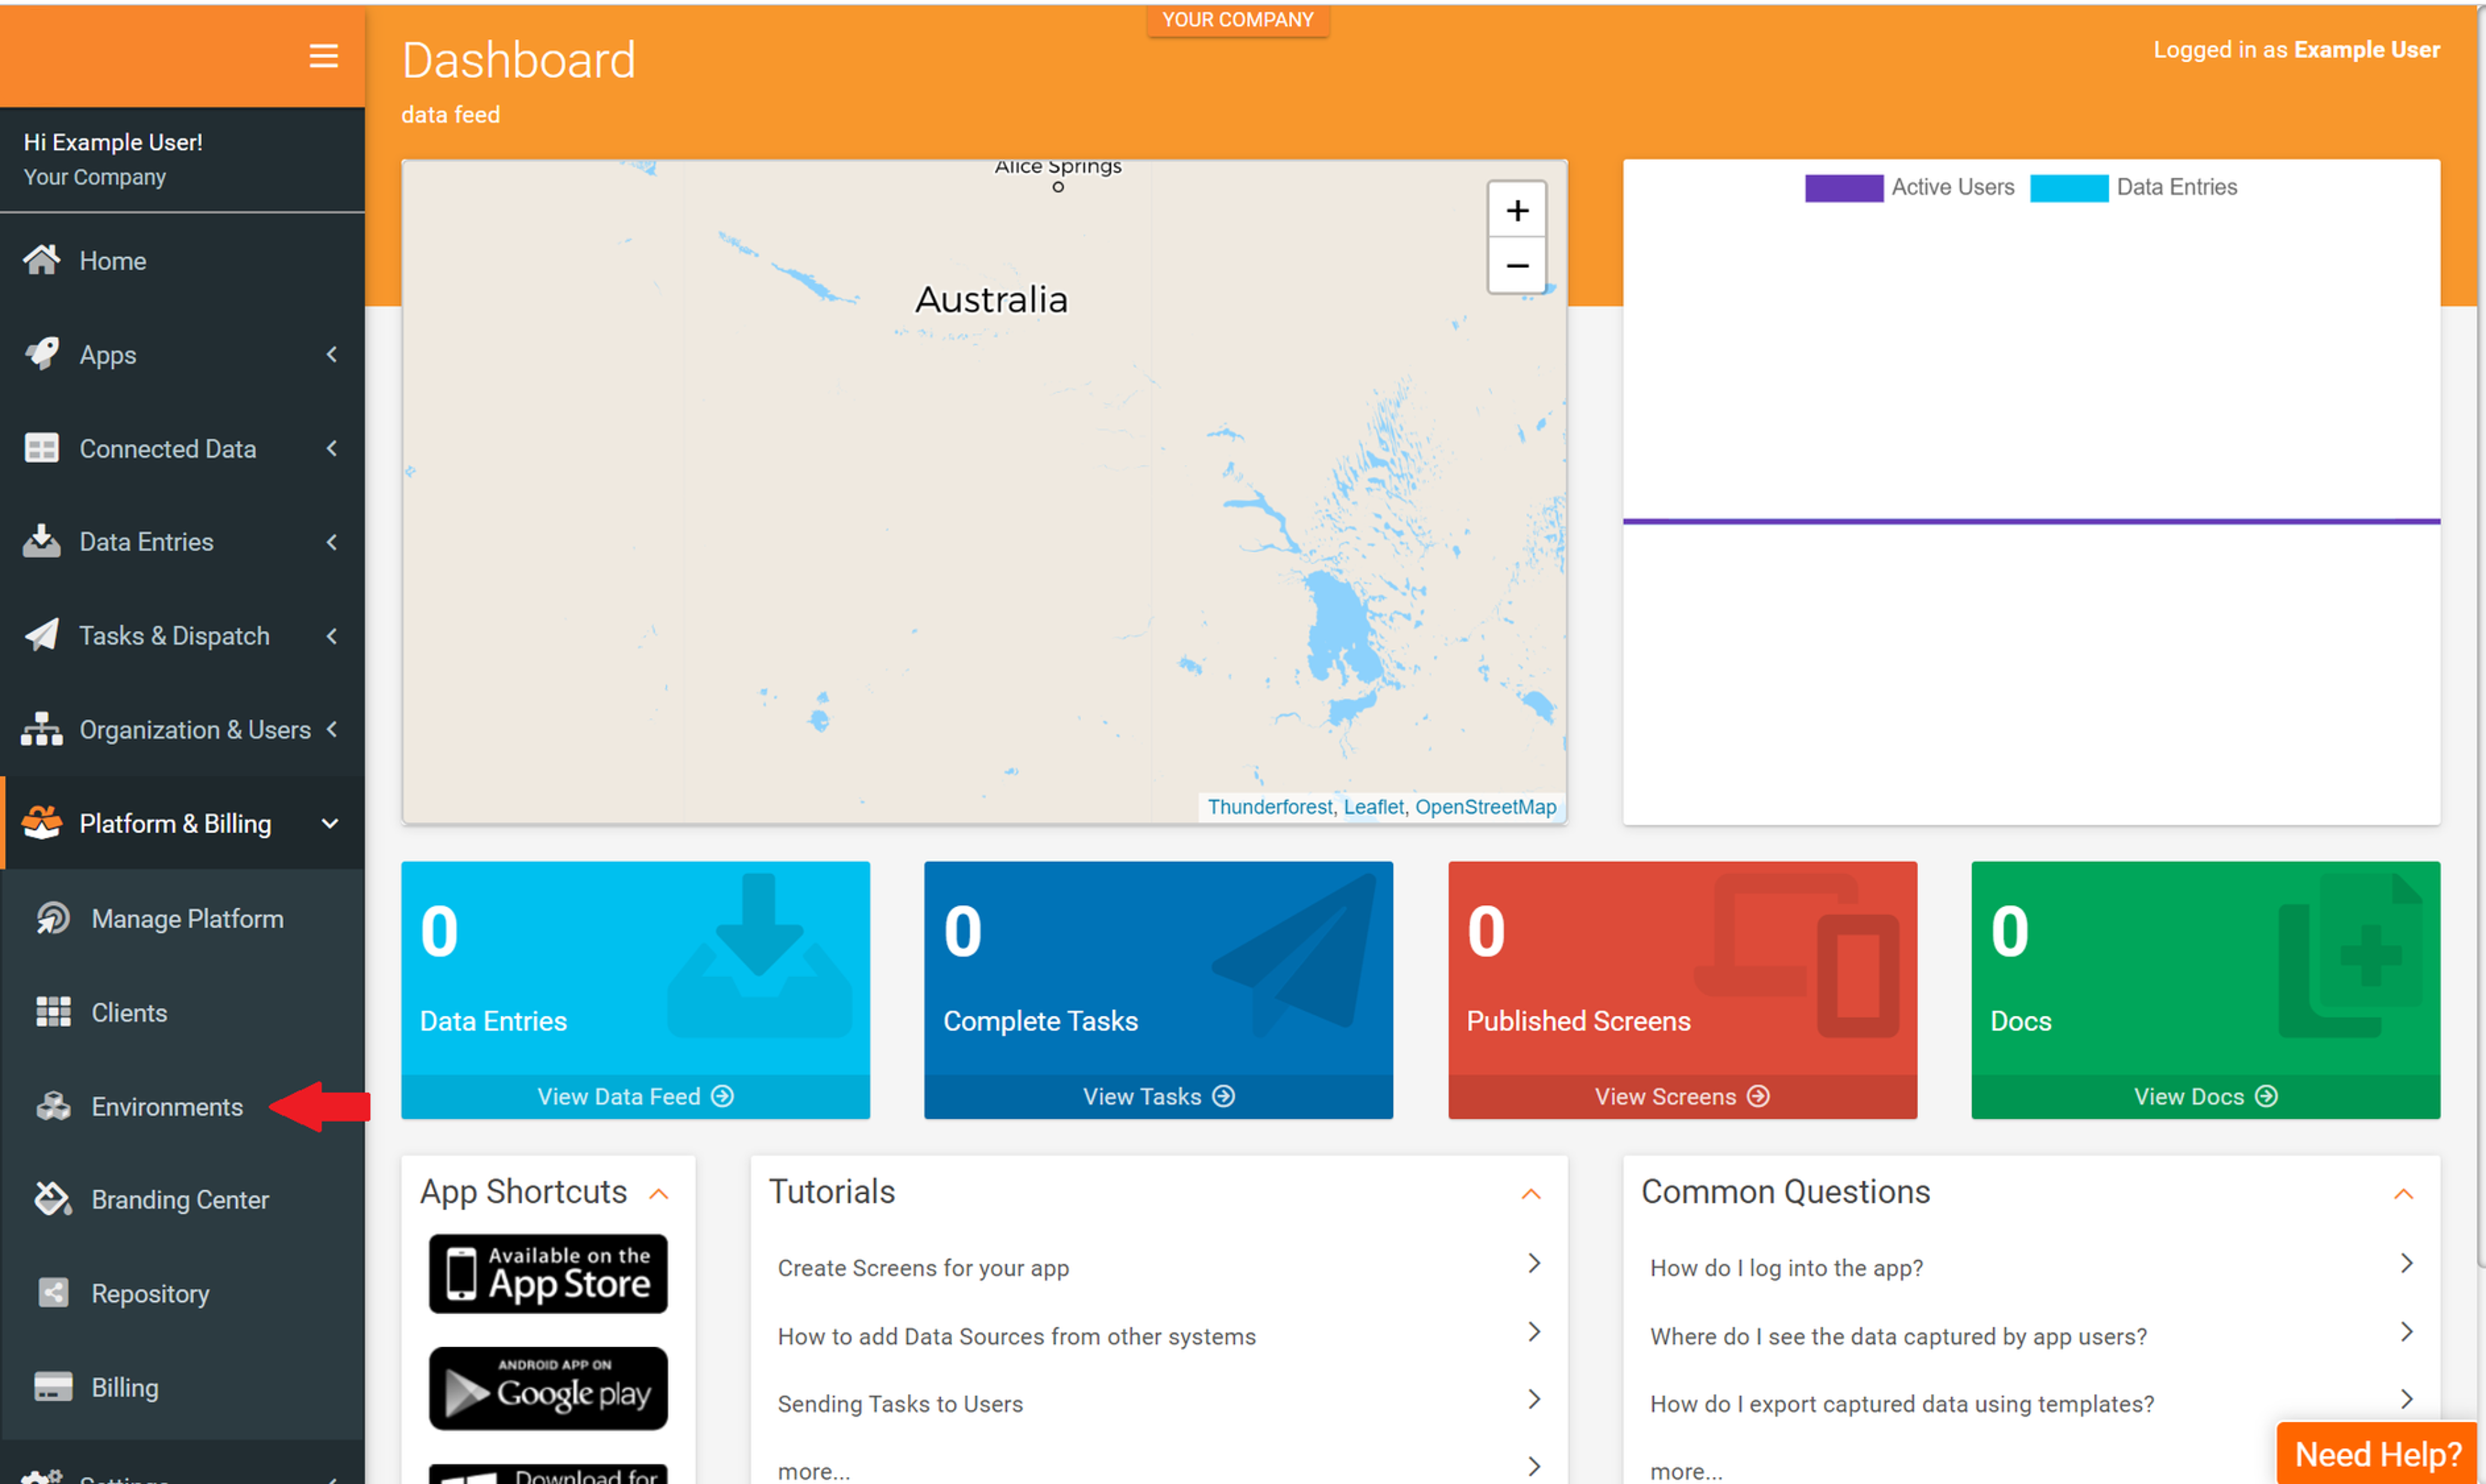 YOUR COMPANY
Dashboard
Logged in as Example User
data feed
Hi Example User!
Your Company
Home
Apps
Connected Data
Data Entries
Tasks & Dispatch
Organization & Users
Platform & Billing
Manage Platform
Clients
Environments
Branding Center
Repository
Billing
Settings
Alice Springs
Australia
+
−
Thunderforest, Leaflet, OpenStreetMap
Active Users
Data Entries
0
Data Entries
View Data Feed
0
Complete Tasks
View Tasks
0
Published Screens
View Screens
0
Docs
View Docs
App Shortcuts
Available on the
App Store
ANDROID APP ON
Google play
Download for
Tutorials
Create Screens for your app
How to add Data Sources from other systems
Sending Tasks to Users
more...
Common Questions
How do I log into the app?
Where do I see the data captured by app users?
How do I export captured data using templates?
more...
Need Help?